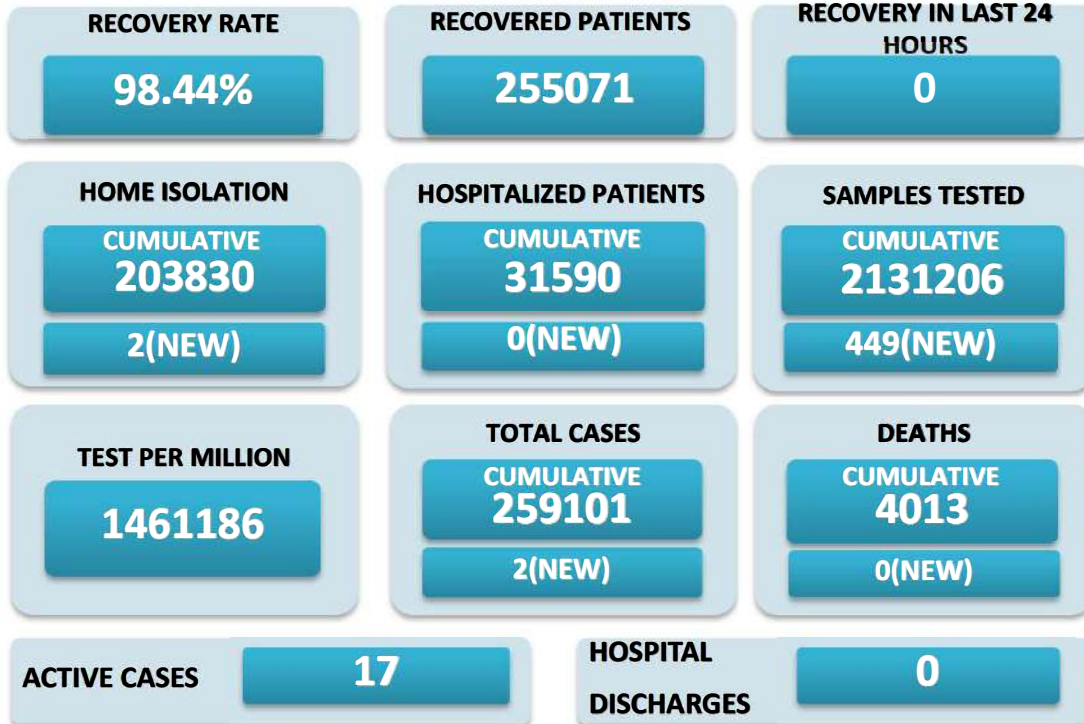 RECOVERY RATE
98.44%
RECOVERED PATIENTS
255071
RECOVERY IN LAST 24
HOURS
0
HOME ISOLATION
CUMULATIVE
203830
2(NEW)
HOSPITALIZED PATIENTS
CUMULATIVE
31590
0(NEW)
SAMPLES TESTED
CUMULATIVE
2131206
449(NEW)
TEST PER MILLION
1461186
TOTAL CASES
CUMULATIVE
259101
2(NEW)
DEATHS
CUMULATIVE
4013
0(NEW)
ACTIVE CASES
17
HOSPITAL
DISCHARGES
0